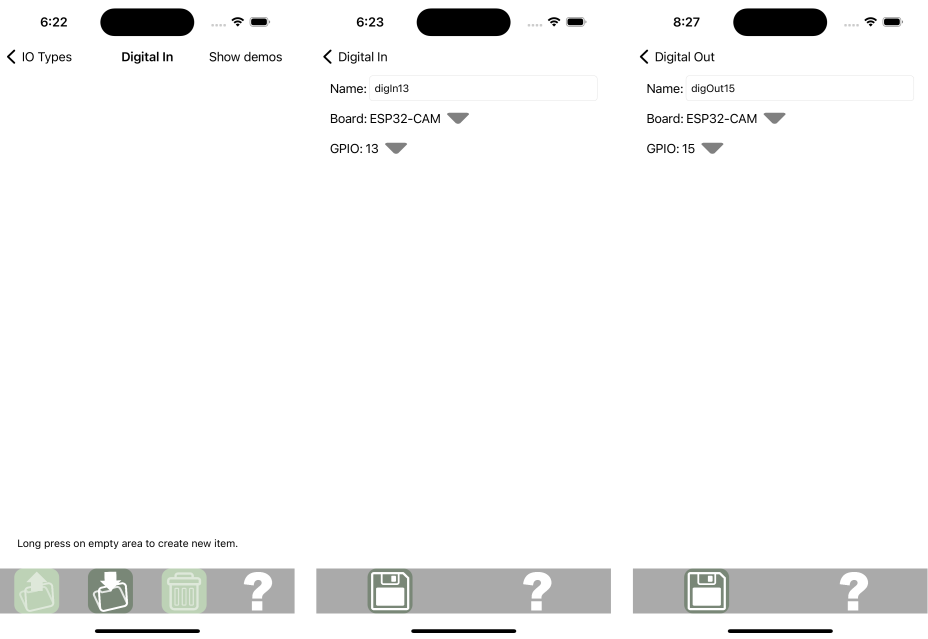 6:22
IO Types
Digital In
Show demos
Long press on empty area to create new item.
?
6:23
Digital In
Name: digIn13
Board: ESP32-CAM
GPIO: 13
?
8:27
Digital Out
Name: digOut15
Board: ESP32-CAM
GPIO: 15
?